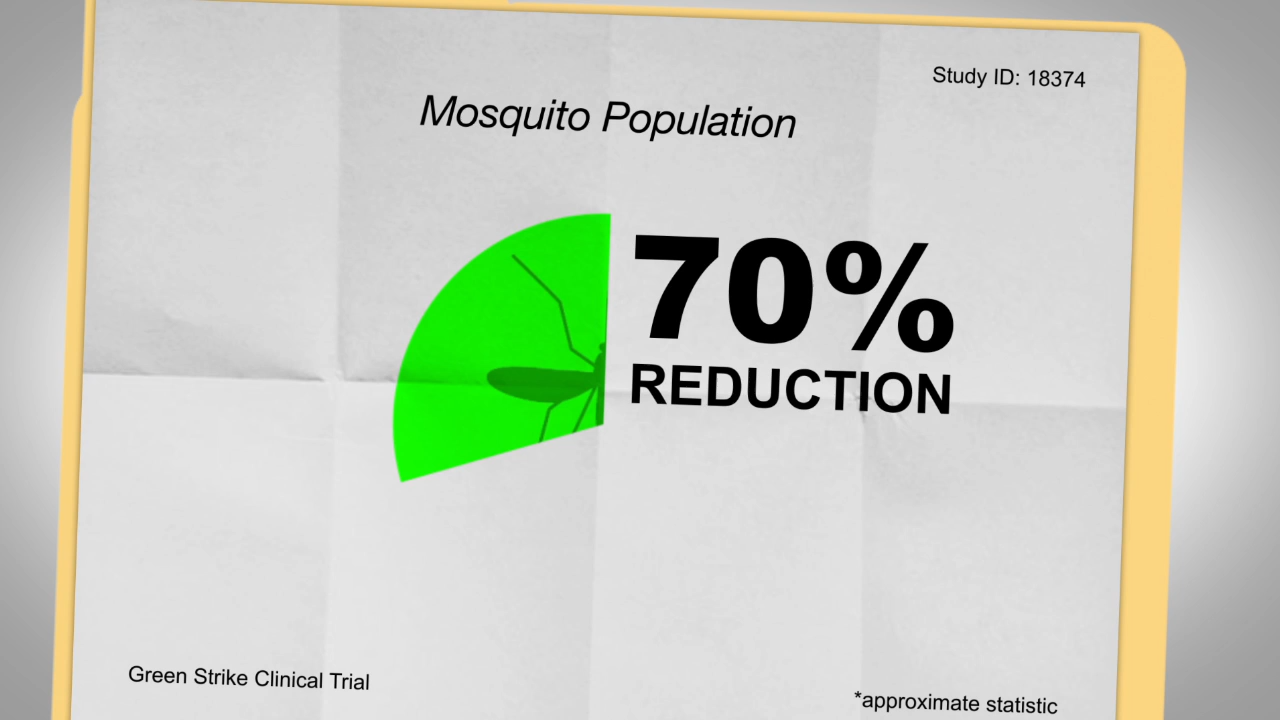 Study ID: 18374
Mosquito Population
70%
REDUCTION
Green Strike Clinical Trial
*approximate statistic